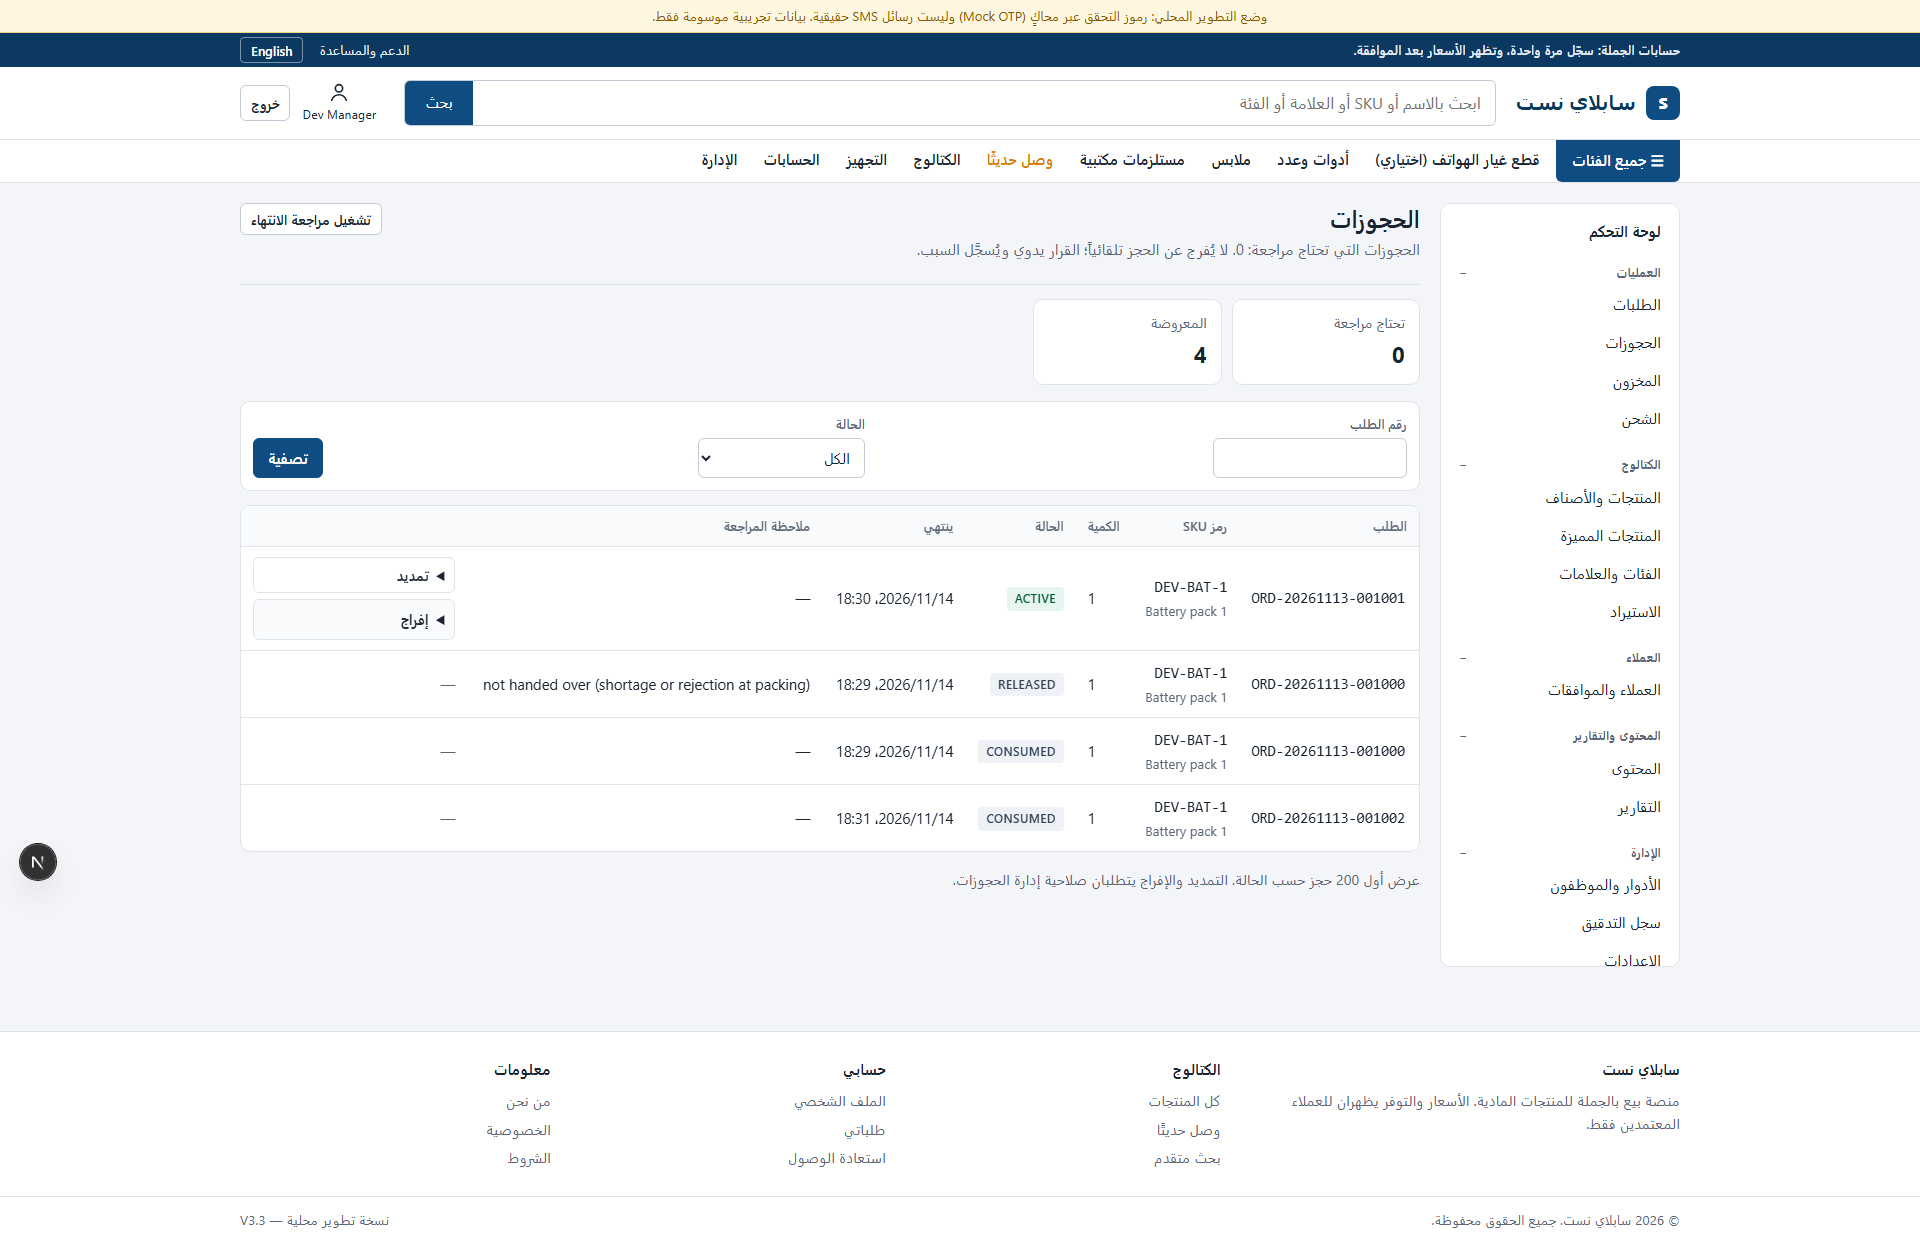 وضع التطوير المحلي: رموز التحقق عبر محاكٍ (Mock OTP) وليست رسائل SMS حقيقية. بيانات تجريبية موسومة فقط.
حسابات الجملة: سجّل مرة واحدة، وتظهر الأسعار بعد الموافقة.
الدعم والمساعدة
English
S
سابلاي نست
ابحث بالاسم أو SKU أو العلامة أو الفئة
بحث
Dev Manager
خروج
☰ جميع الفئات
قطع غيار الهواتف (اختياري)
أدوات وعدد
ملابس
مستلزمات مكتبية
وصل حديثًا
الكتالوج
التجهيز
الحسابات
الإدارة
لوحة التحكم
العمليات –
الطلبات
الحجوزات
المخزون
الشحن
الكتالوج –
المنتجات والأصناف
المنتجات المميزة
الفئات والعلامات
الاستيراد
العملاء –
العملاء والموافقات
المحتوى والتقارير –
المحتوى
التقارير
الإدارة –
الأدوار والموظفون
سجل التدقيق
الإعدادات
الحجوزات
تشغيل مراجعة الانتهاء
الحجوزات التي تحتاج مراجعة: 0. لا يُفرج عن الحجز تلقائياً؛ القرار يدوي ويُسجَّل السبب.
تحتاج مراجعة
0
المعروضة
4
رقم الطلب
الحالة
الكل
تصفية
الطلب رمز SKU الكمية الحالة ينتهي ملاحظة المراجعة
ORD-20261113-001001 DEV-BAT-1 1 ACTIVE 2026/11/14، 18:30 —
Battery pack 1
◀ تمديد
◀ إفراج
ORD-20261113-001000 DEV-BAT-1 1 RELEASED 2026/11/14، 18:29 not handed over (shortage or rejection at packing) —
Battery pack 1
ORD-20261113-001000 DEV-BAT-1 1 CONSUMED 2026/11/14، 18:29 — —
Battery pack 1
ORD-20261113-001002 DEV-BAT-1 1 CONSUMED 2026/11/14، 18:31 — —
Battery pack 1
عرض أول 200 حجز حسب الحالة. التمديد والإفراج يتطلبان صلاحية إدارة الحجوزات.
N
سابلاي نست
منصة بيع بالجملة للمنتجات المادية. الأسعار والتوفر يظهران للعملاء
المعتمدين فقط.
الكتالوج
كل المنتجات
وصل حديثًا
بحث متقدم
حسابي
الملف الشخصي
طلباتي
استعادة الوصول
معلومات
من نحن
الخصوصية
الشروط
© 2026 سابلاي نست. جميع الحقوق محفوظة.
نسخة تطوير محلية — V3.3